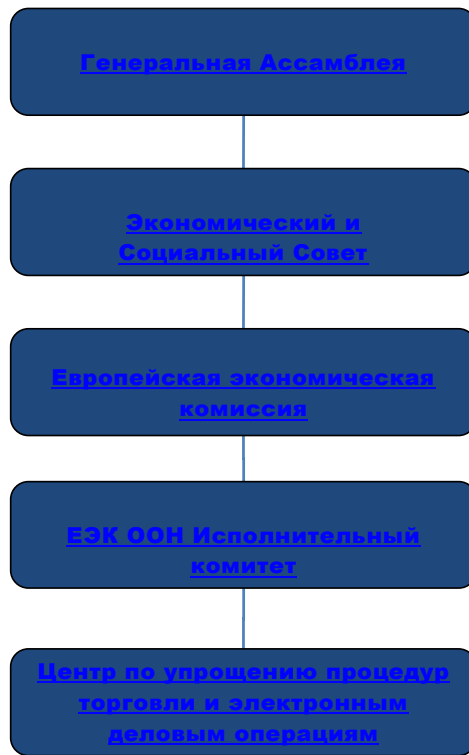 Генеральная Ассамблея
Экономический и
Социальный Совет
Европейская экономическая
комиссия
ЕЭК ООН Исполнительный
комитет
Центр по упрощению процедур
торговли и электронным
деловым операциям